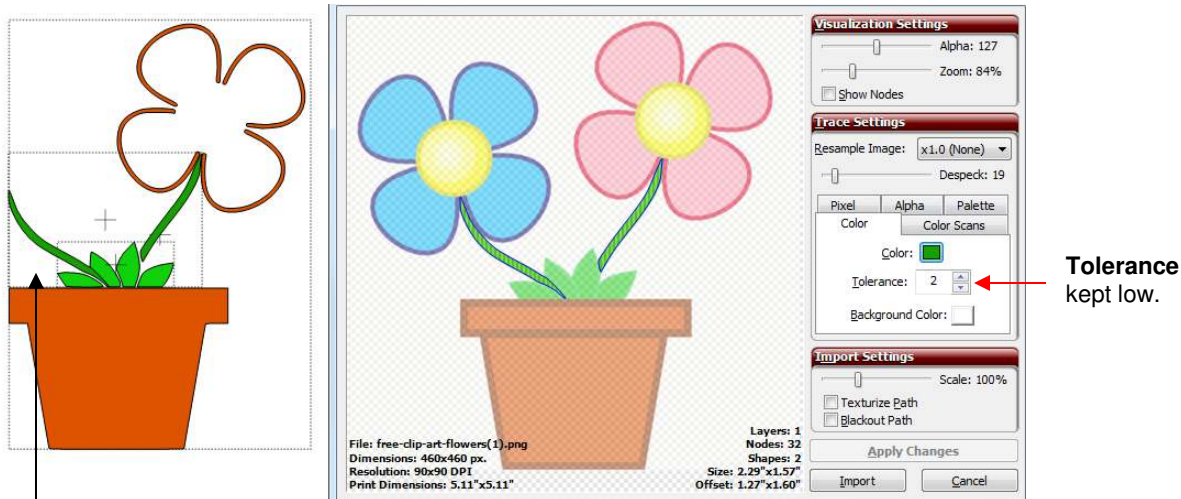 Visualization Settings
Alpha: 127
Zoom: 84%
Show Nodes
Trace Settings
Resample Image: x1.0 (None)
Despeck: 19
Pixel Alpha Palette
Color Color Scans
Color:
Tolerance: 2
Background Color:
Import Settings
Scale: 100%
Texturize Path
Blackout Path
Apply Changes
Import Cancel
File: free-clip-art-flowers(1).png
Dimensions: 460x460 px.
Resolution: 90x90 DPI
Print Dimensions: 5.11"x5.11"
Layers: 1
Nodes: 32
Shapes: 2
Size: 2.29"x1.57"
Offset: 1.27"x1.60"
Tolerance
kept low.